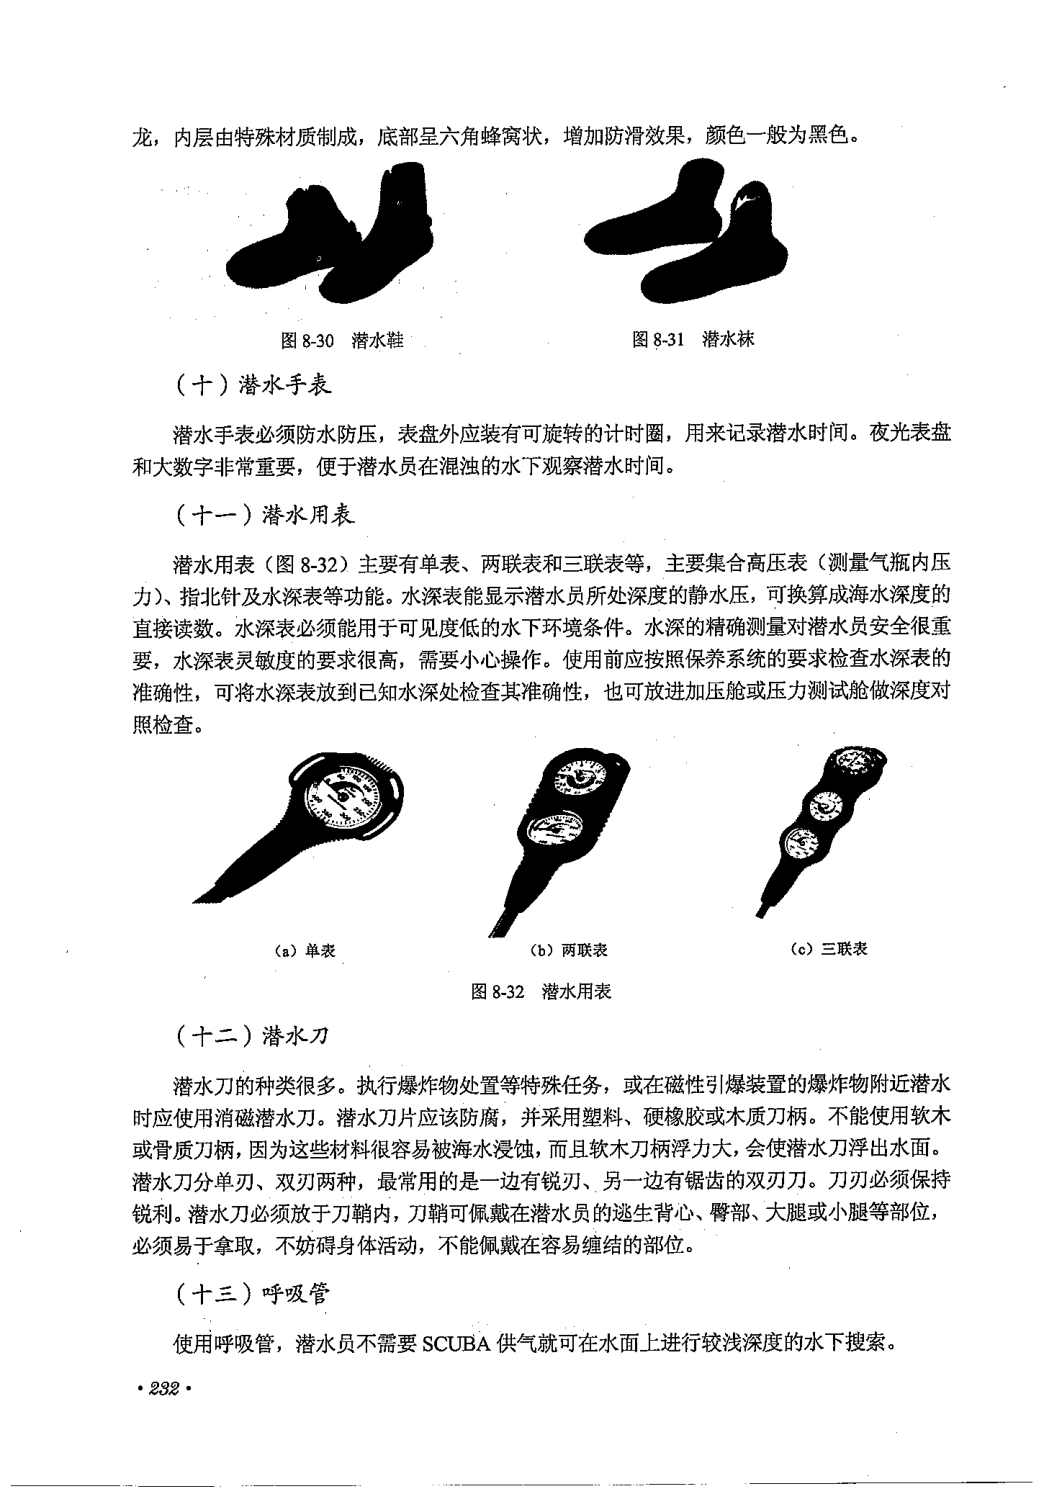 龙，内层由特殊材质制成，底部呈六角蜂窝状，增加防滑效果，颜色一般为黑色。
图 8-30 潜水鞋
图 8-31 潜水袜
（十）潜水手表
潜水手表必须防水防压，表盘外应装有可旋转的计时圈，用来记录潜水时间。夜光表盘
和大数字非常重要，便于潜水员在混浊的水下观察潜水时间。
（十一）潜水用表
潜水用表（图 8-32）主要有单表、两联表和三联表等，主要集合高压表（测量气瓶内压
力）、指北针及水深表等功能。水深表能显示潜水员所处深度的静水压，可换算成海水深度的
直接读数。水深表必须能用于可见度低的水下环境条件。水深的精确测量对潜水员安全很重
要，水深表灵敏度的要求很高，需要小心操作。使用前应按照保养系统的要求检查水深表的
准确性，可将水深表放到已知水深处检查其准确性，也可放进加压舱或压力测试舱做深度对
照检查。
（a）单表
（b）两联表
（c）三联表
图 8-32 潜水用表
（十二）潜水刀
潜水刀的种类很多。执行爆炸物处置等特殊任务，或在磁性引爆装置的爆炸物附近潜水
时应使用消磁潜水刀。潜水刀片应该防腐，并采用塑料、硬橡胶或木质刀柄。不能使用软木
或骨质刀柄，因为这些材料很容易被海水浸蚀，而且软木刀柄浮力大，会使潜水刀浮出水面。
潜水刀分单刃、双刃两种，最常用的是一边有锐刃、另一边有锯齿的双刃刀。刀刃必须保持
锐利。潜水刀必须放于刀鞘内，刀鞘可佩戴在潜水员的逃生背心、臀部、大腿或小腿等部位，
必须易于拿取，不妨碍身体活动，不能佩戴在容易缠结的部位。
（十三）呼吸管
使用呼吸管，潜水员不需要 SCUBA 供气就可在水面上进行较浅深度的水下搜索。
·232·